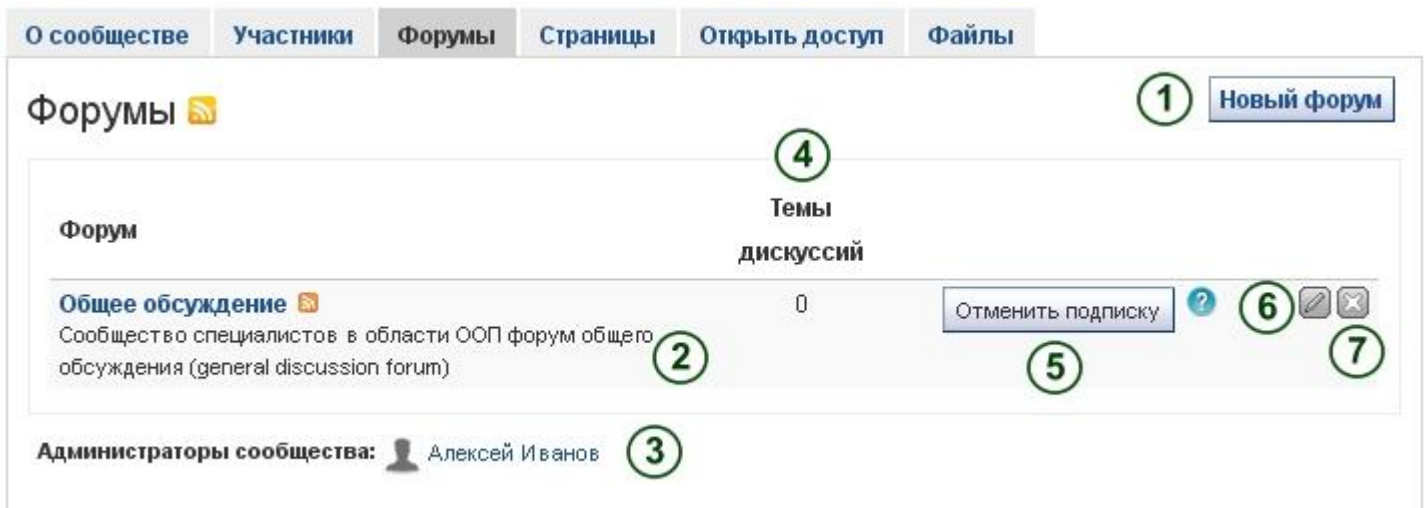 О сообществе Участники Форумы Страницы Открыть доступ Файлы
Форумы 1 Новый форум
4
Форум Темы
дискуссий
Общее обсуждение 0 Отменить подписку ? 6
Сообщество специалистов в области ООП форум общего
обсуждения (general discussion forum) 2 5 7
Администраторы сообщества: Алексей Иванов 3